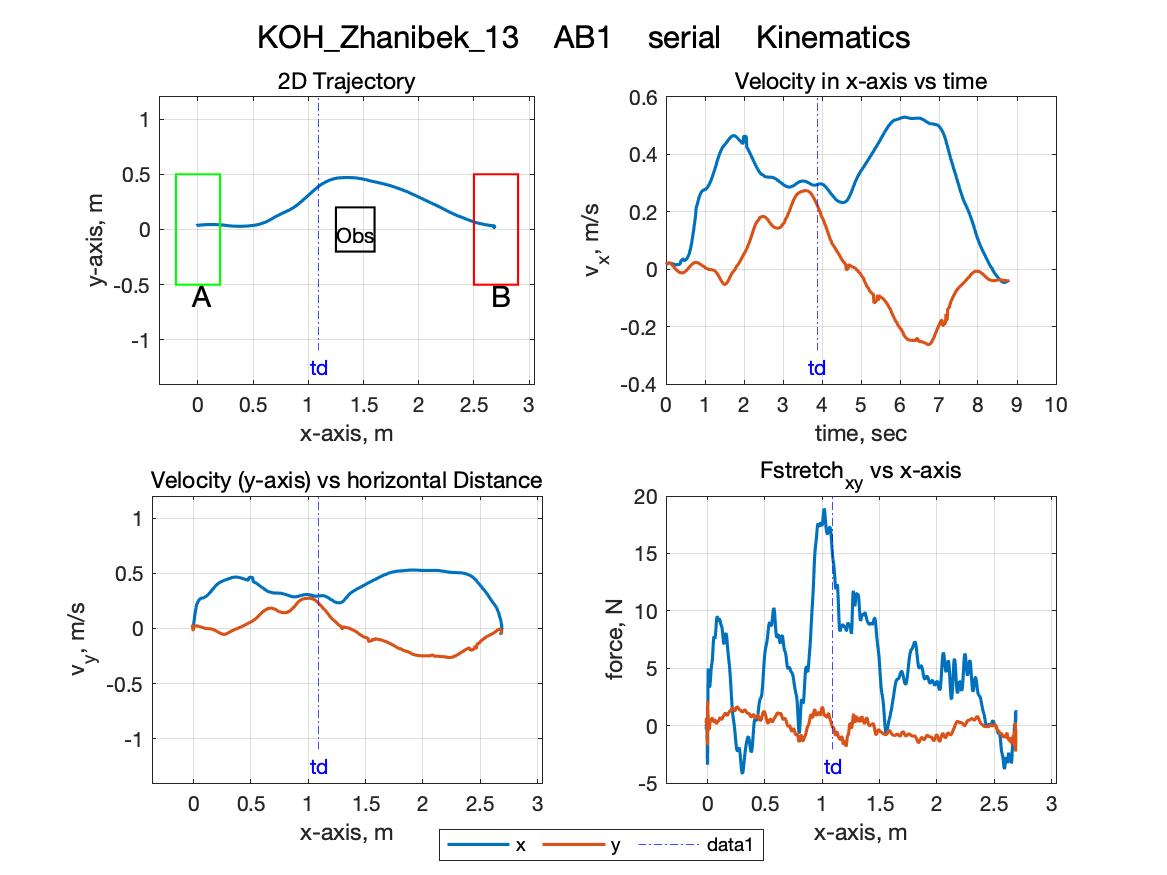 KOH_Zhanibek_13 AB1 serial Kinematics
2D Trajectory
1
0.5
0
-0.5
-1
y-axis, m
A
Obs
B
td
0 0.5 1 1.5 2 2.5 3
x-axis, m
Velocity in x-axis vs time
0.6
0.4
0.2
0
-0.2
-0.4
v_x, m/s
td
0 1 2 3 4 5 6 7 8 9 10
time, sec
Velocity (y-axis) vs horizontal Distance
1
0.5
0
-0.5
-1
v_y, m/s
td
0 0.5 1 1.5 2 2.5 3
x-axis, m
Fstretch_xy vs x-axis
20
15
10
5
0
-5
force, N
td
0 0.5 1 1.5 2 2.5 3
x-axis, m
x y data1